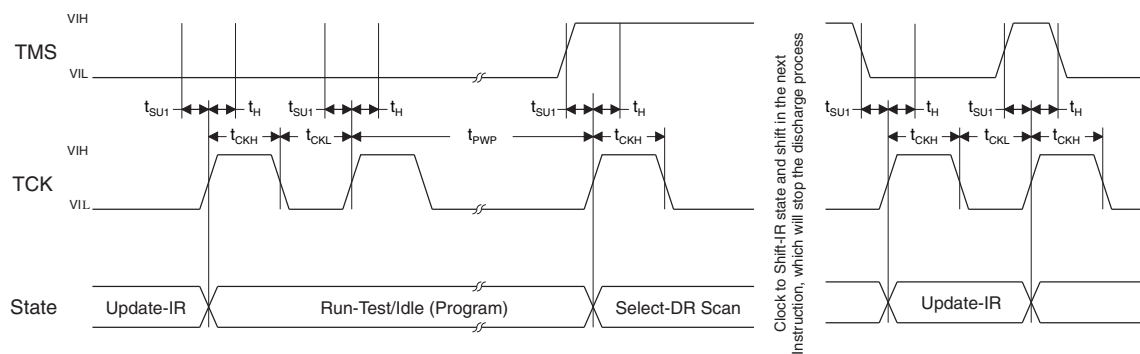 VIH
TMS
VIL
tSU1 tH tSU1 tH tSU1 tH tSU1 tH tSU1 tH
tCKH tCKL tPWP tCKH tCKH tCKL tCKH
VIH
TCK
VIL
State Update-IR Run-Test/Idle (Program) Select-DR Scan Update-IR
Clock to Shift-IR state and shift in the next
Instruction, which will stop the discharge process